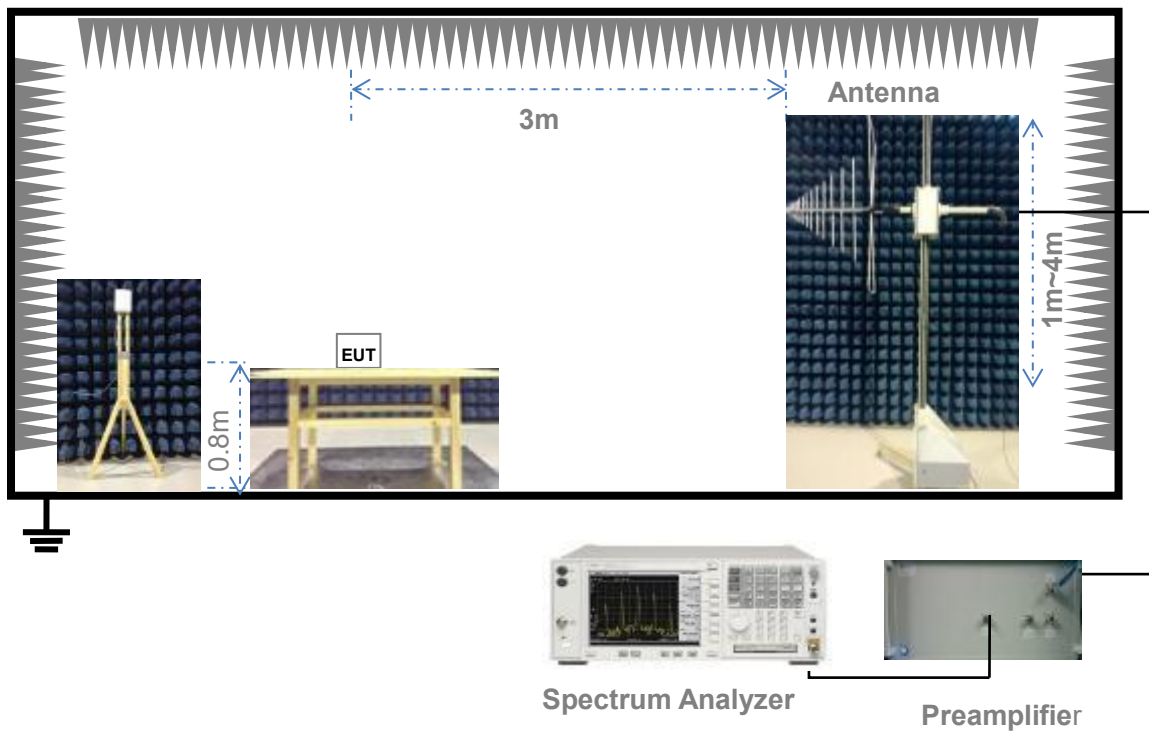 Antenna
3m
1m~4m
EUT
0.8m
Spectrum Analyzer
Preamplifier